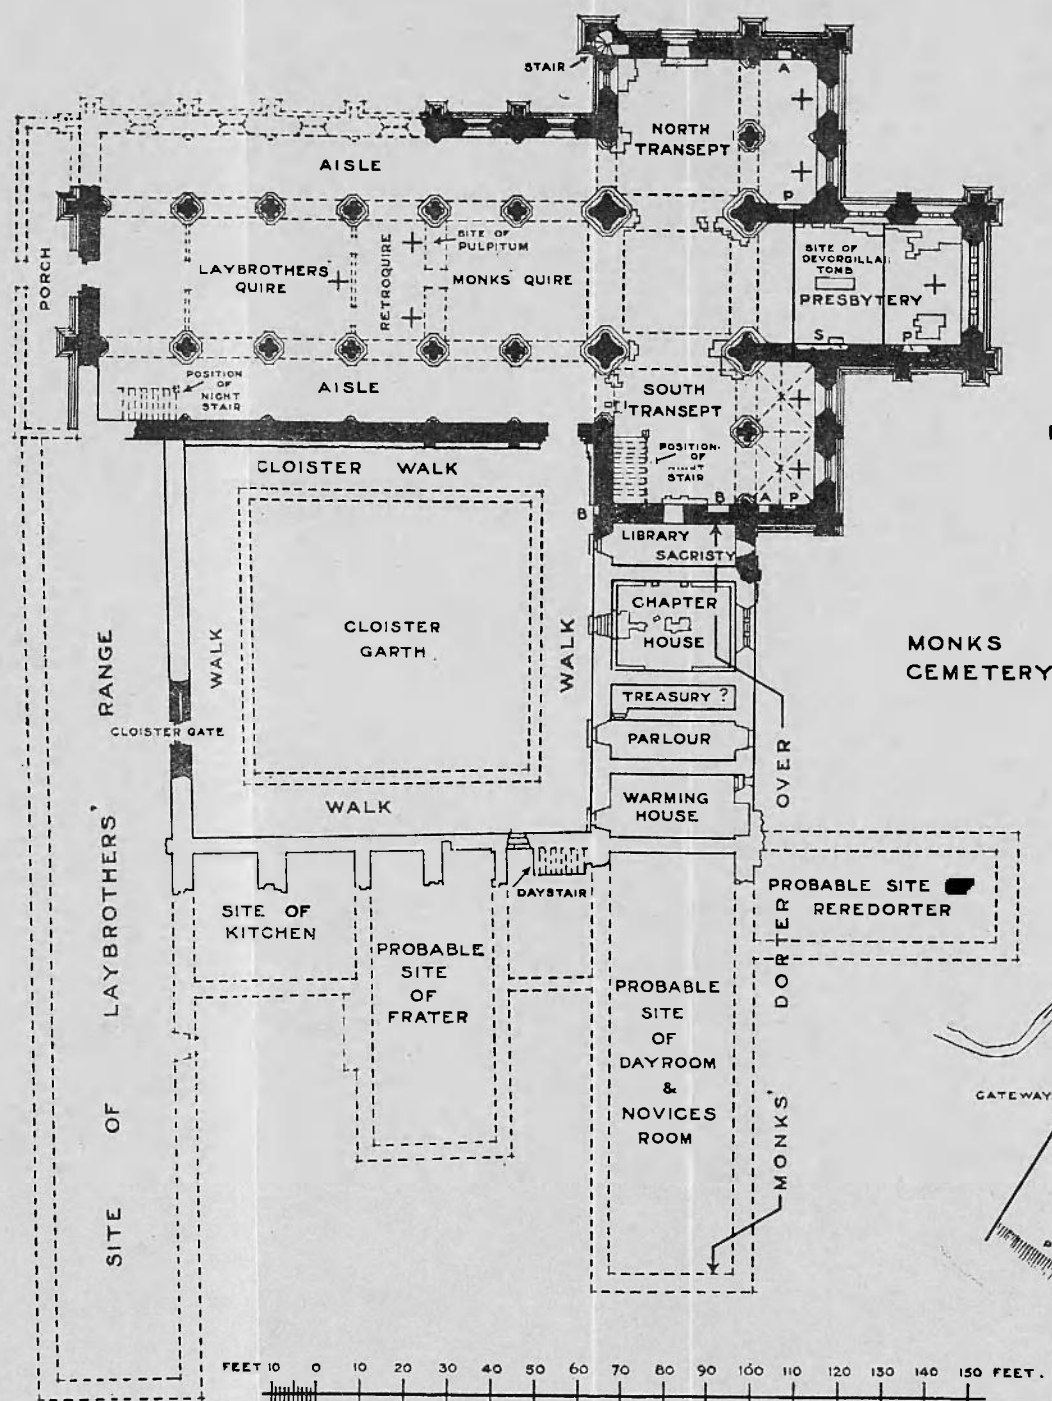 STAIR
A
NORTH
TRANSEPT
AISLE
P
PORCH
LAYBROTHERS'
QUIRE
RETROQUIRE
SITE OF
PULPITUM
MONKS' QUIRE
SITE OF
DEVORGILLA
TOMB
PRESBYTERY
S
P
POSITION
OF
NIGHT
STAIR
AISLE
SOUTH
TRANSEPT
POSITION
OF
STAIR
CLOISTER WALK
B
B
A
P
LIBRARY
SACRISTY
CHAPTER
HOUSE
CLOISTER
GARTH
WALK
WALK
MONKS
CEMETERY
TREASURY ?
PARLOUR
CLOISTER GATE
WARMING
HOUSE
WALK
DAYSTAIR
SITE OF
KITCHEN
PROBABLE
SITE
OF
FRATER
PROBABLE
SITE
OF
DAYROOM
&
NOVICES
ROOM
PROBABLE SITE
REREDORTER
MONKS' DORTER OVER
SITE OF LAYBROTHERS' RANGE
GATEWAY
FEET 10 0 10 20 30 40 50 60 70 80 90 100 110 120 130 140 150 FEET.